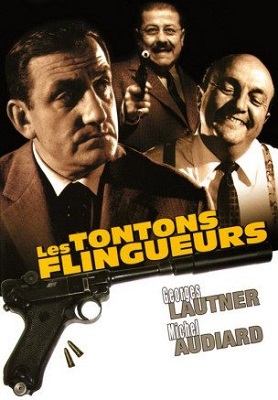 Les TONTONS
FLINGUEURS
Georges
LAUTNER
Michel
AUDIARD